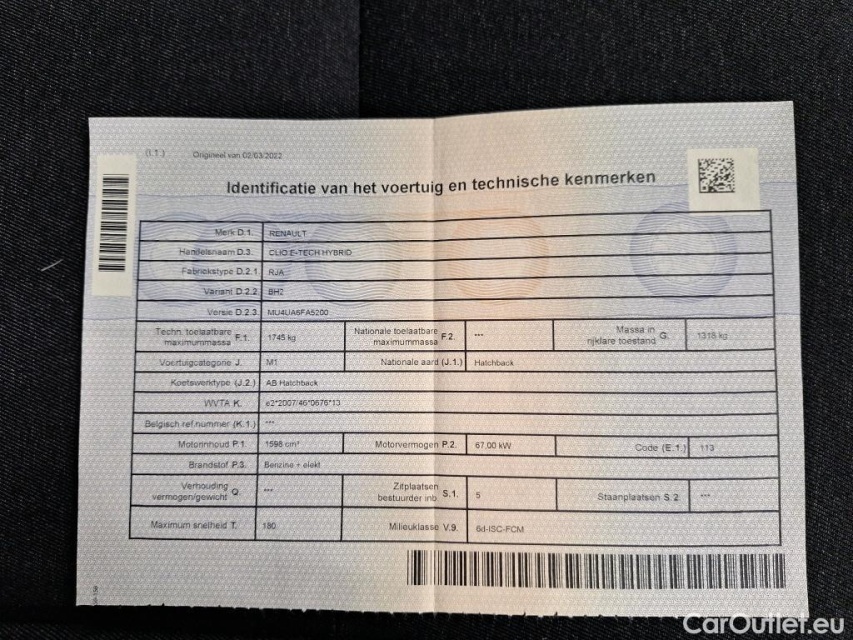 (I.1.) Origineel van 02/03/2022
Identificatie van het voertuig en technische kenmerken
Merk D.1. RENAULT
Handelsnaam D.3. CLIO E-TECH HYBRID
Fabriekstype D.2.1 RJA
Variant D.2.2 BH2
Versie D.2.3 MU4UA6FA5200
Techn. toelaatbare maximummassa F.1. 1745 kg Nationale toelaatbare maximummassa F.2. --- Massa in rijklare toestand G. 1318 kg
Voertuigcategorie J. M1 Nationale aard (J.1.) Hatchback
Koetswerktype (J.2.) AB Hatchback
WVTA K. e2*2007/46*0676*13
Belgisch ref.nummer (K.1.) ---
Motorinhoud P.1. 1598 cm³ Motorvermogen P.2. 67,00 kW Code (E.1.) 113
Brandstof P.3. Benzine + elekt
Verhouding vermogen/gewicht Q. --- Zitplaatsen bestuurder inb S.1. 5 Staanplaatsen S.2. ---
Maximum snelheid T. 180 Milieuklasse V.9. 6d-ISC-FCM
CarOutlet.eu